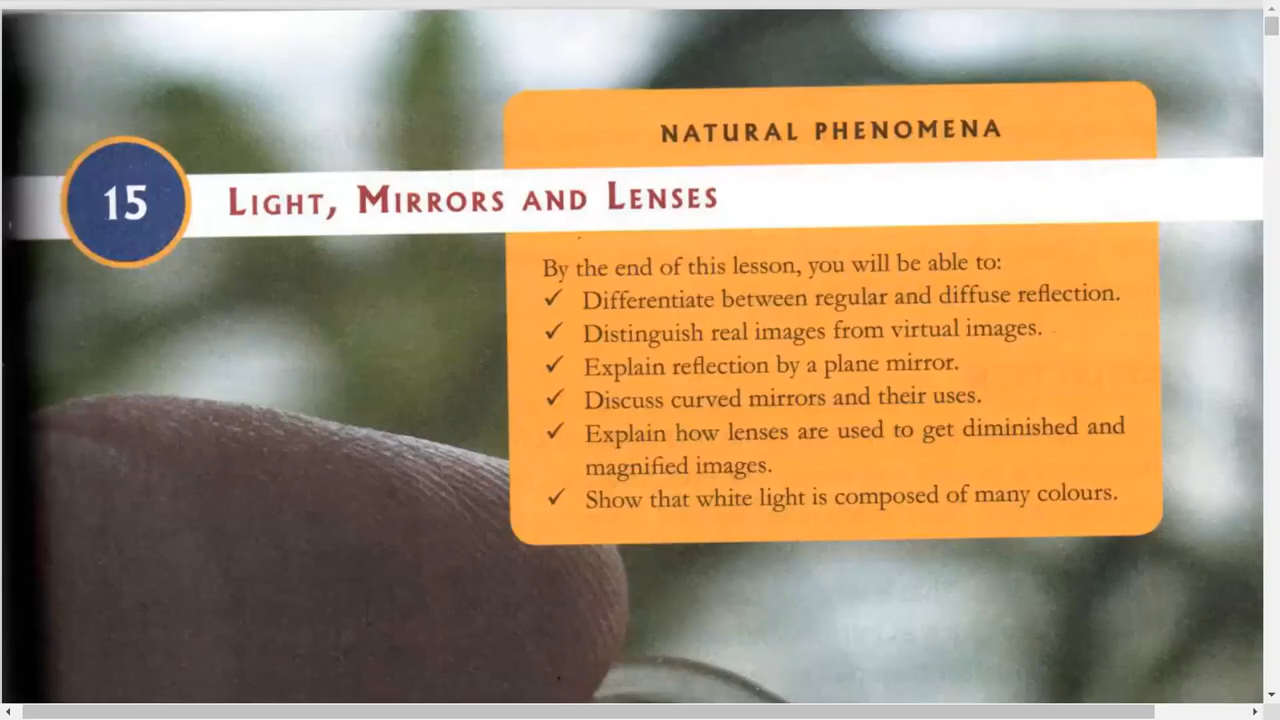 NATURAL PHENOMENA
15
LIGHT, MIRRORS AND LENSES
By the end of this lesson, you will be able to:
✓ Differentiate between regular and diffuse reflection.
✓ Distinguish real images from virtual images.
✓ Explain reflection by a plane mirror.
✓ Discuss curved mirrors and their uses.
✓ Explain how lenses are used to get diminished and
magnified images.
✓ Show that white light is composed of many colours.